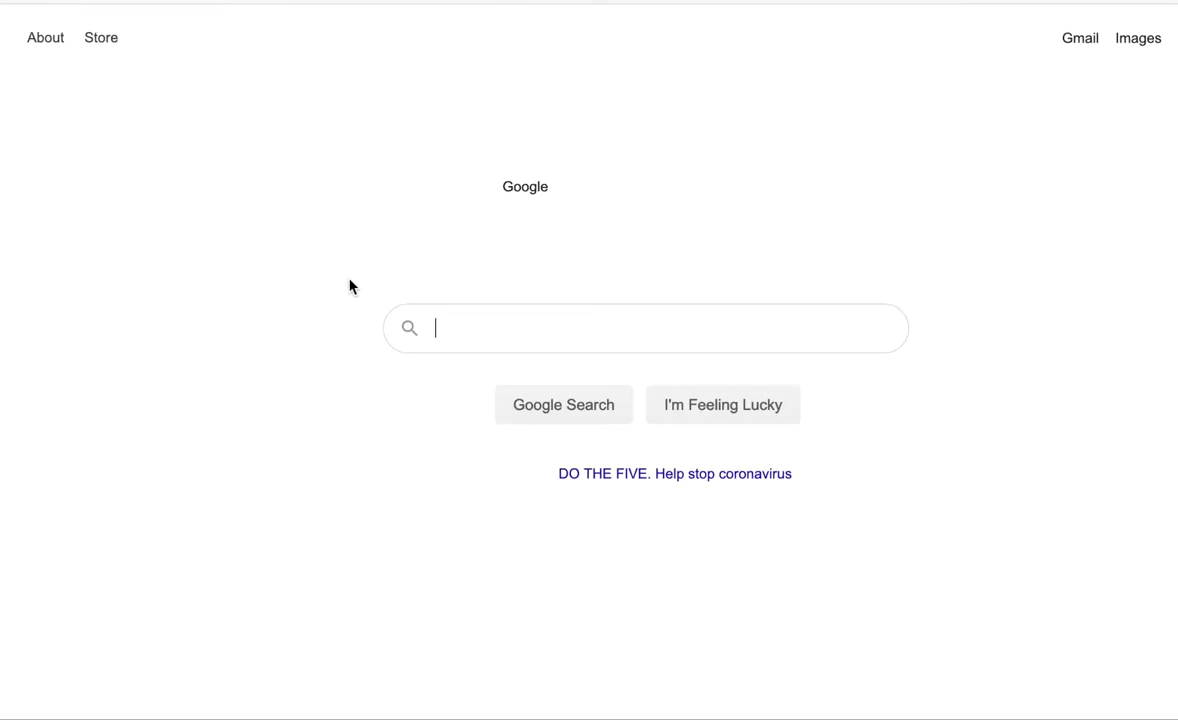 About Store
Gmail Images
Google
Google Search I'm Feeling Lucky
DO THE FIVE. Help stop coronavirus